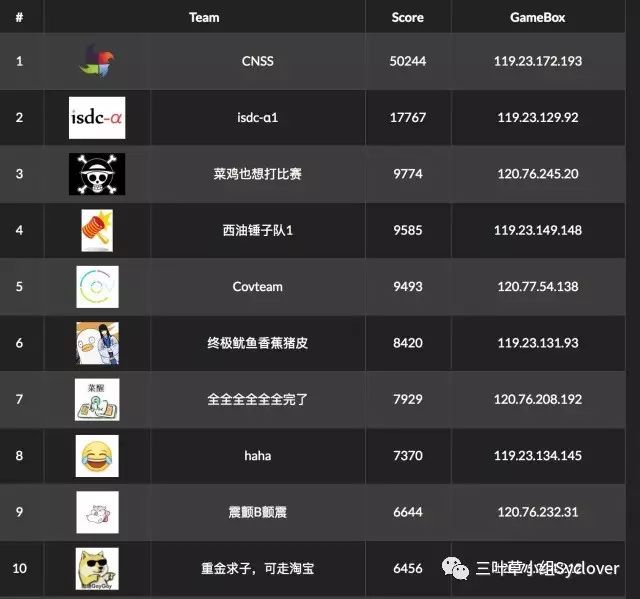 # Team Score GameBox
1 CNSS 50244 119.23.172.193
2 isdc-α isdc-α1 17767 119.23.129.92
3 菜鸡也想打比赛 9774 120.76.245.20
4 西油锤子队1 9585 119.23.149.148
5 Covteam 9493 120.77.54.138
6 终极鱿鱼香蕉猪皮 8420 119.23.131.93
7 菜醒 全全全全全全完了 7929 120.76.208.192
8 haha 7370 119.23.134.145
9 震颤B颤震 6644 120.76.232.31
10 重金求子，可走淘宝 6456
三叶草小组Syclover